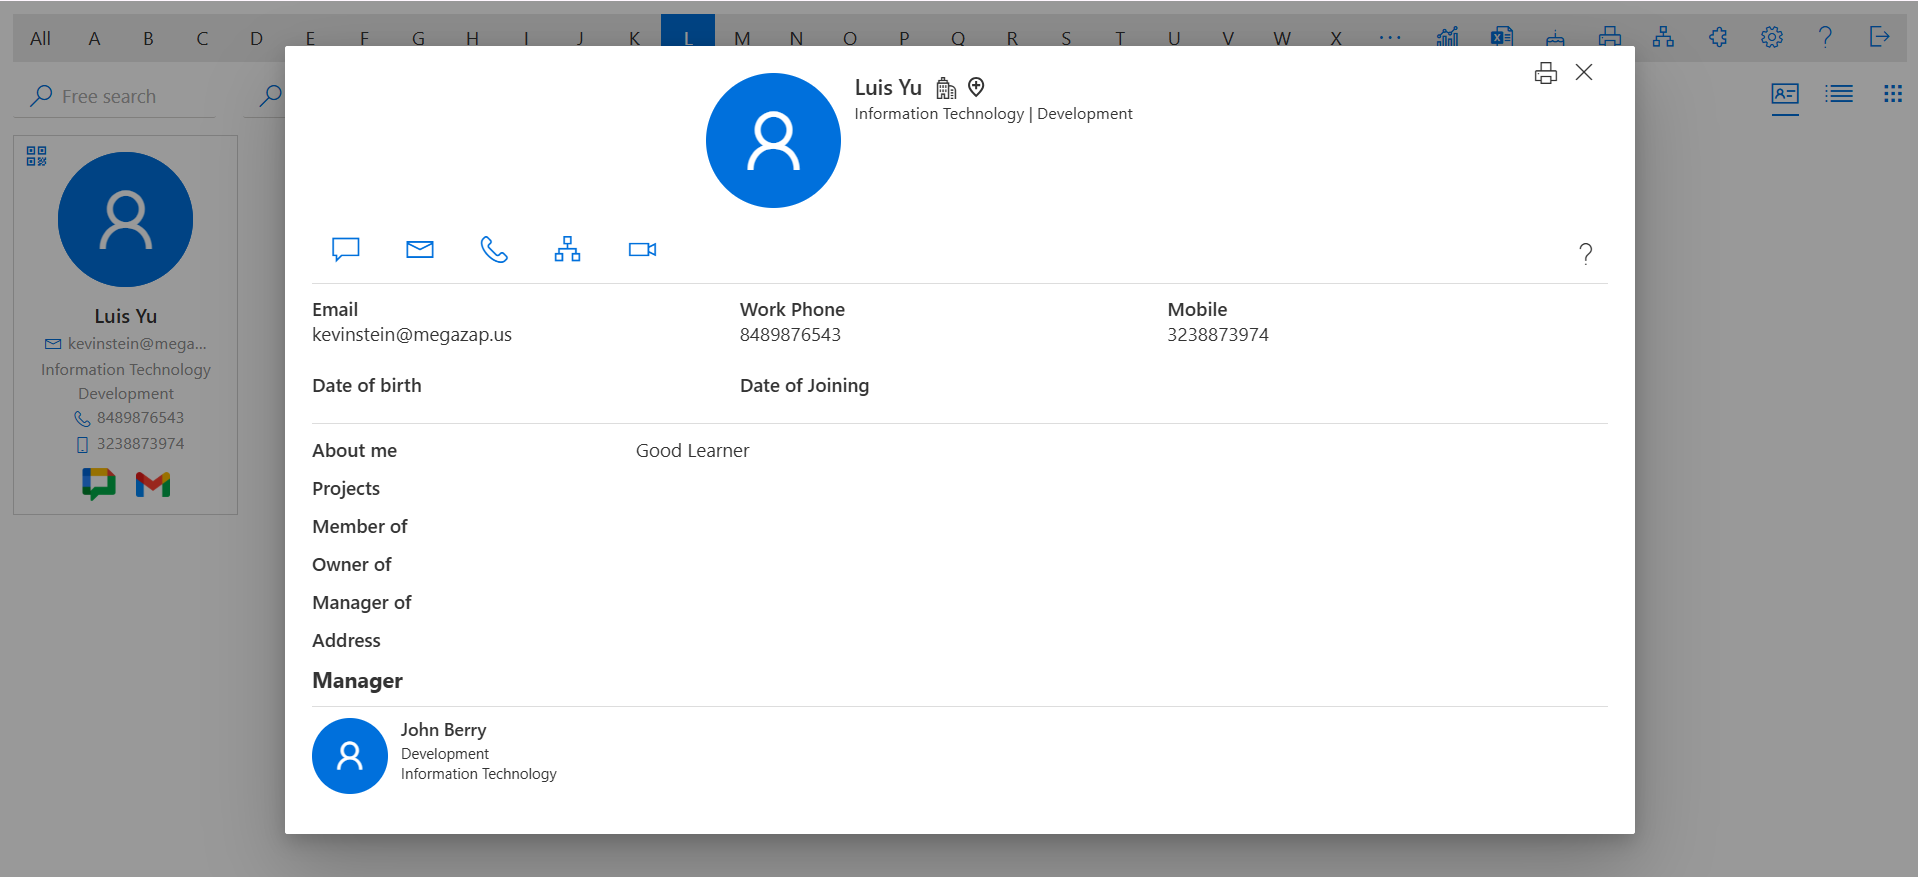 All A B C D E F G H I J K L M N O P Q R S T U V W X ...
Free search
Luis Yu
kevinstein@mega...
Information Technology
Development
8489876543
3238873974
Luis Yu
Information Technology | Development
Email
kevinstein@megazap.us
Work Phone
8489876543
Mobile
3238873974
Date of birth
Date of Joining
About me Good Learner
Projects
Member of
Owner of
Manager of
Address
Manager
John Berry
Development
Information Technology